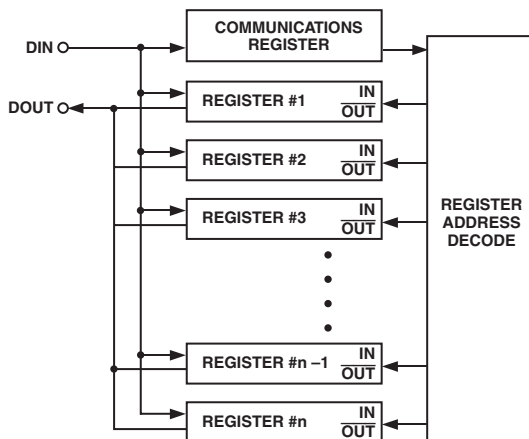 COMMUNICATIONS
REGISTER
DIN
DOUT
REGISTER #1
IN
OUT
REGISTER #2
IN
OUT
REGISTER #3
IN
OUT
REGISTER
ADDRESS
DECODE
REGISTER #n –1
IN
OUT
REGISTER #n
IN
OUT